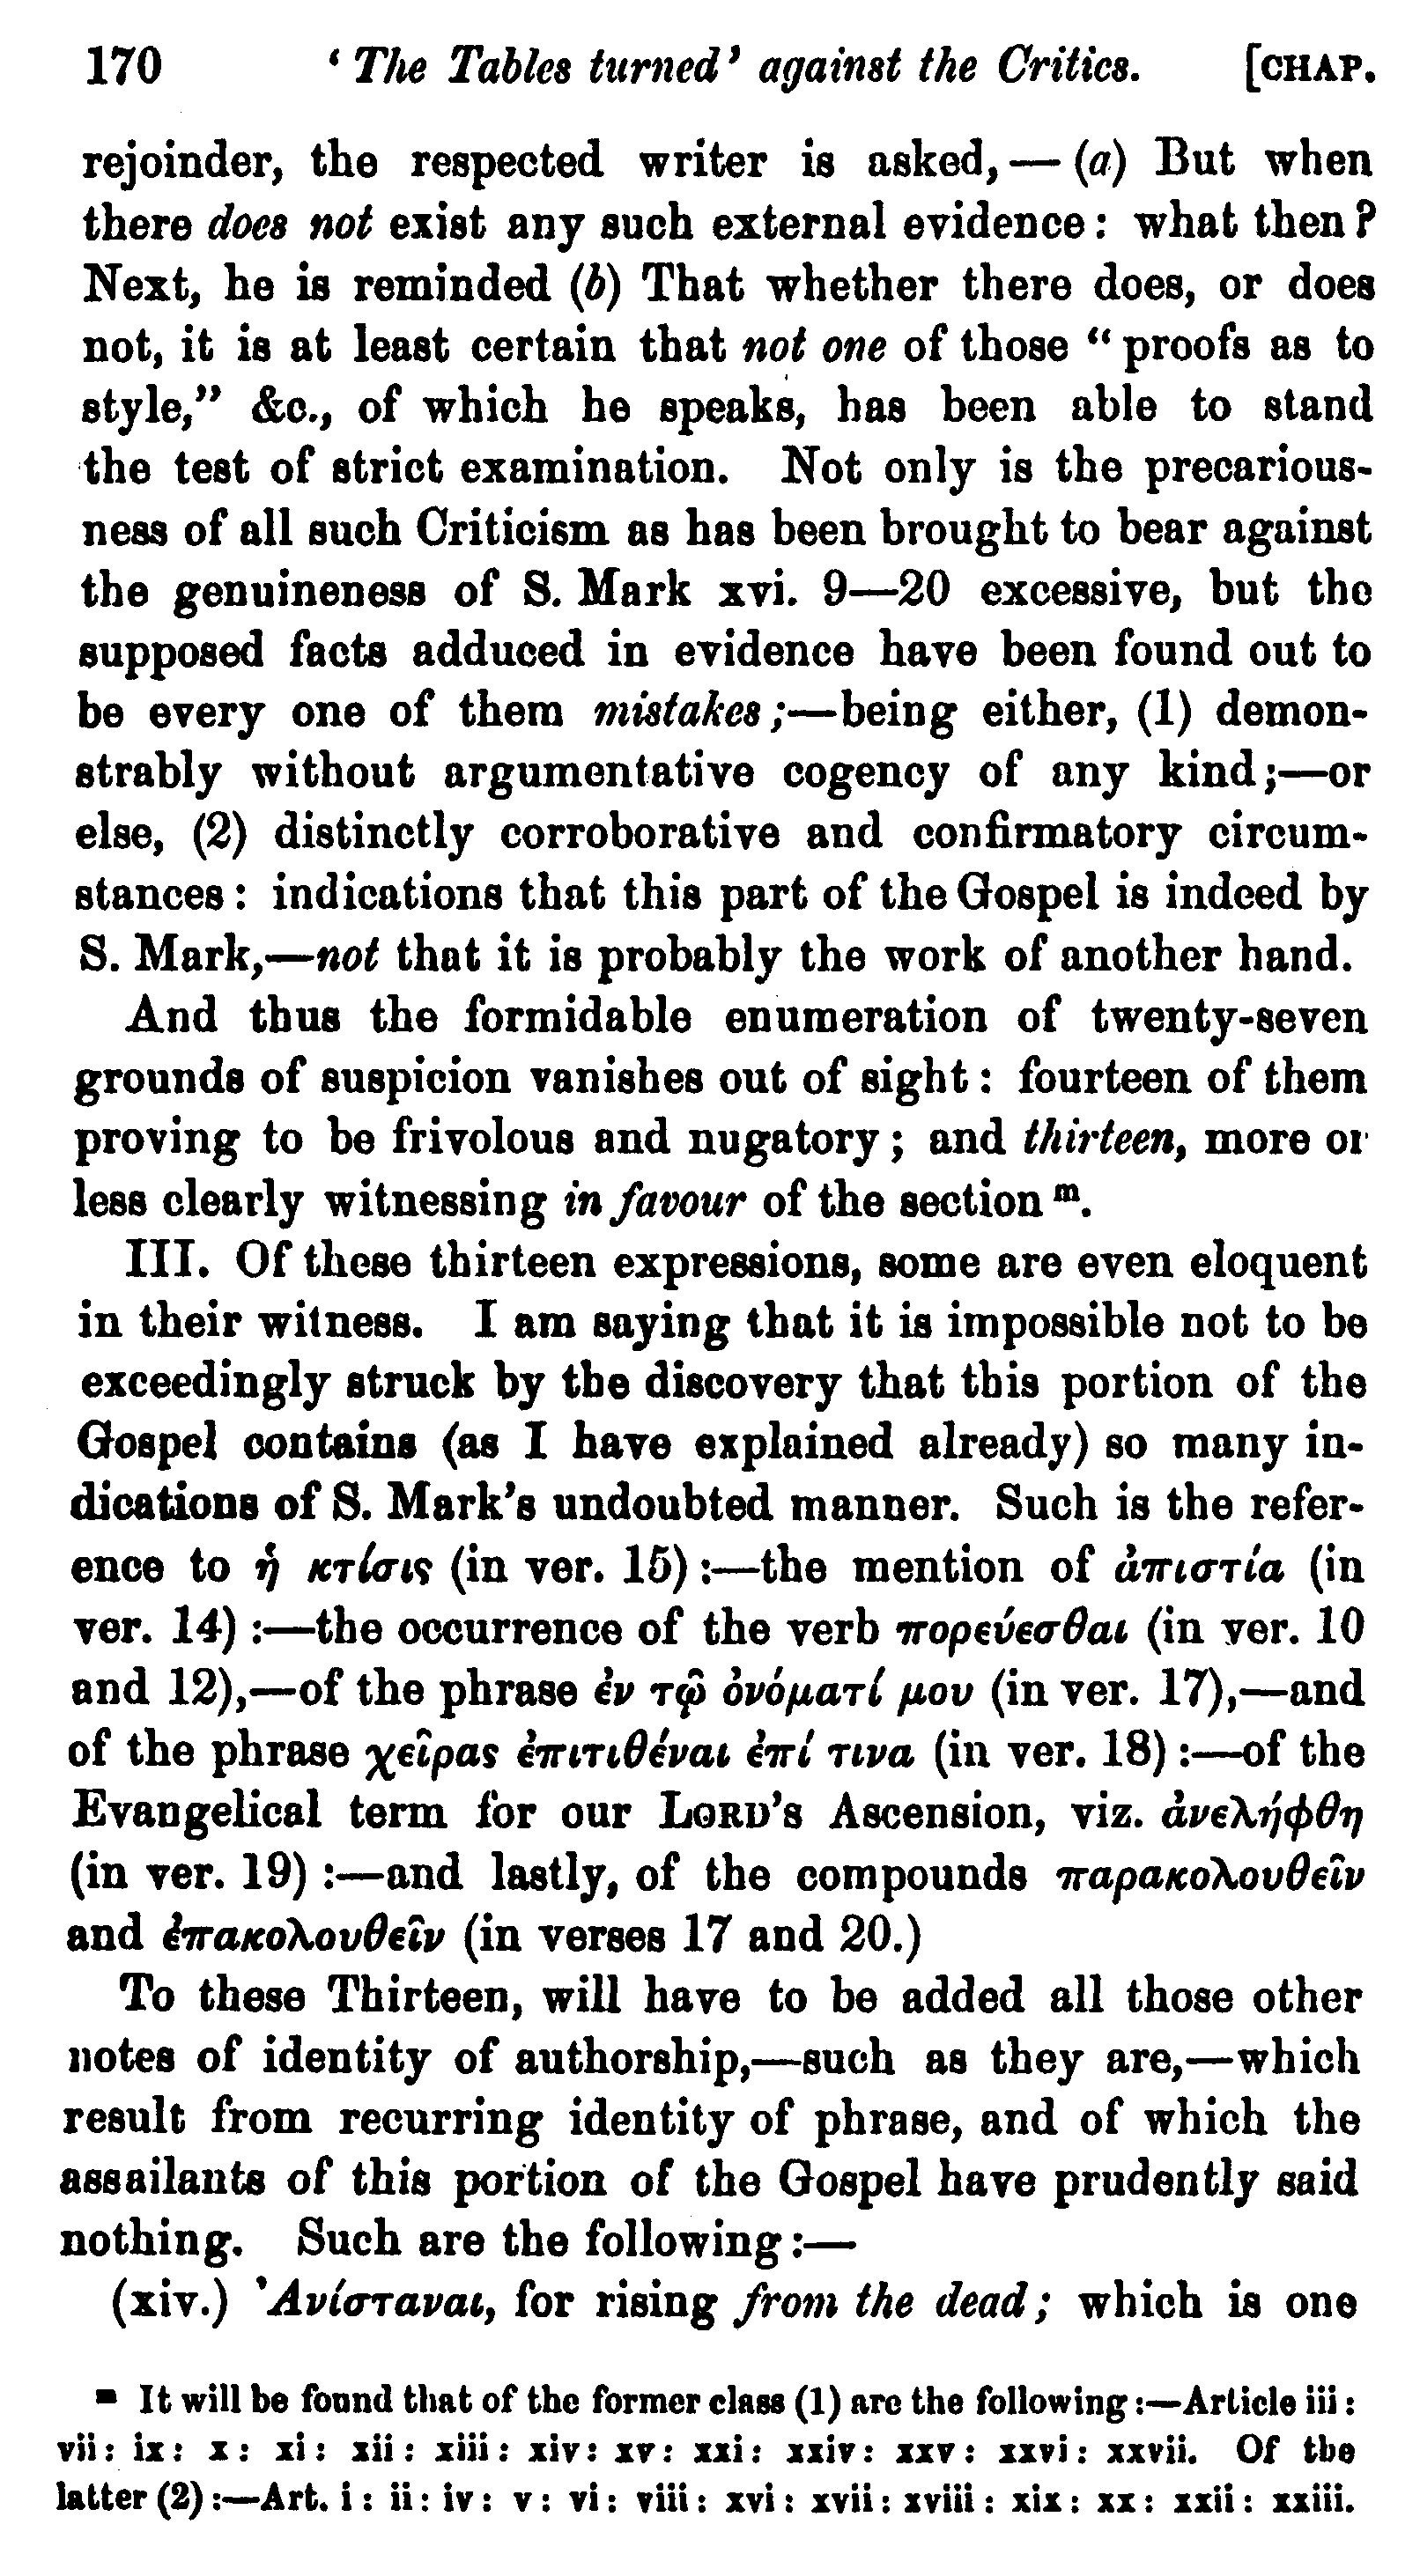 170 ‘The Tables turned’ against the Critics. [CHAP.
rejoinder, the respected writer is asked,—(a) But when
there does not exist any such external evidence: what then?
Next, he is reminded (b) That whether there does, or does
not, it is at least certain that not one of those “proofs as to
style,” &c., of which he speaks, has been able to stand
the test of strict examination. Not only is the precarious-
ness of all such Criticism as has been brought to bear against
the genuineness of S. Mark xvi. 9—20 excessive, but the
supposed facts adduced in evidence have been found out to
be every one of them mistakes;—being either, (1) demon-
strably without argumentative cogency of any kind;—or
else, (2) distinctly corroborative and confirmatory circum-
stances: indications that this part of the Gospel is indeed by
S. Mark,—not that it is probably the work of another hand.
And thus the formidable enumeration of twenty-seven
grounds of suspicion vanishes out of sight: fourteen of them
proving to be frivolous and nugatory; and thirteen, more or
less clearly witnessing in favour of the section m.
III. Of these thirteen expressions, some are even eloquent
in their witness. I am saying that it is impossible not to be
exceedingly struck by the discovery that this portion of the
Gospel contains (as I have explained already) so many in-
dications of S. Mark’s undoubted manner. Such is the refer-
ence to ἡ κτίσις (in ver. 15):—the mention of ἀπιστία (in
ver. 14):—the occurrence of the verb πορεύεσθαι (in ver. 10
and 12),—of the phrase ἐν τῷ ὀνόματί μου (in ver. 17),—and
of the phrase χεῖρας ἐπιτιθέναι ἐπί τινα (in ver. 18):—of the
Evangelical term for our LORD’s Ascension, viz. ἀνελήφθη
(in ver. 19):—and lastly, of the compounds παρακολουθεῖν
and ἐπακολουθεῖν (in verses 17 and 20.)
To these Thirteen, will have to be added all those other
notes of identity of authorship,—such as they are,—which
result from recurring identity of phrase, and of which the
assailants of this portion of the Gospel have prudently said
nothing. Such are the following:—
(xiv.) Ἀνίσταναι, for rising from the dead; which is one
m It will be found that of the former class (1) are the following:—Article iii:
vii: ix: x: xi: xii: xiii: xiv: xv: xxi: xxiv: xxv: xxvi: xxvii. Of the
latter (2):—Art. i: ii: iv: v: vi: viii: xvi: xvii: xviii: xix: xx: xxii: xxiii.